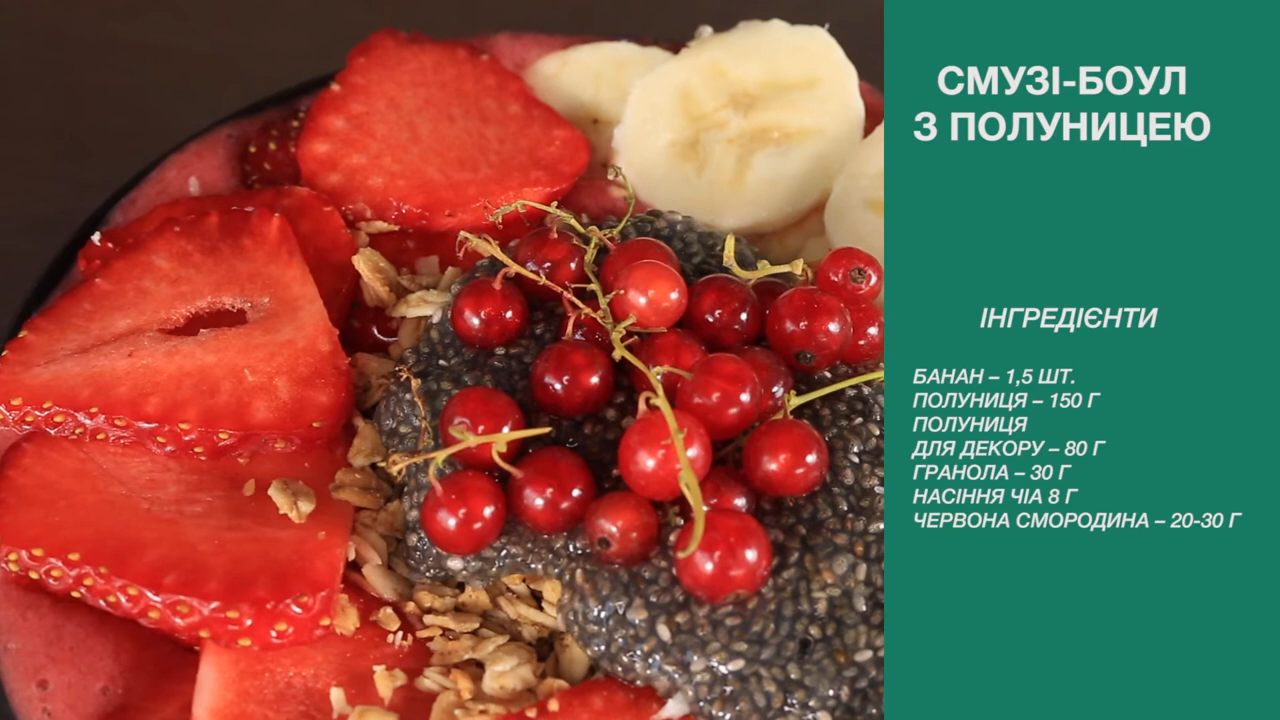 СМУЗІ-БОУЛ
З ПОЛУНИЦЕЮ
ІНГРЕДІЄНТИ
БАНАН – 1,5 ШТ.
ПОЛУНИЦЯ – 150 Г
ПОЛУНИЦЯ
ДЛЯ ДЕКОРУ – 80 Г
ГРАНОЛА – 30 Г
НАСІННЯ ЧІА 8 Г
ЧЕРВОНА СМОРОДИНА – 20-30 Г